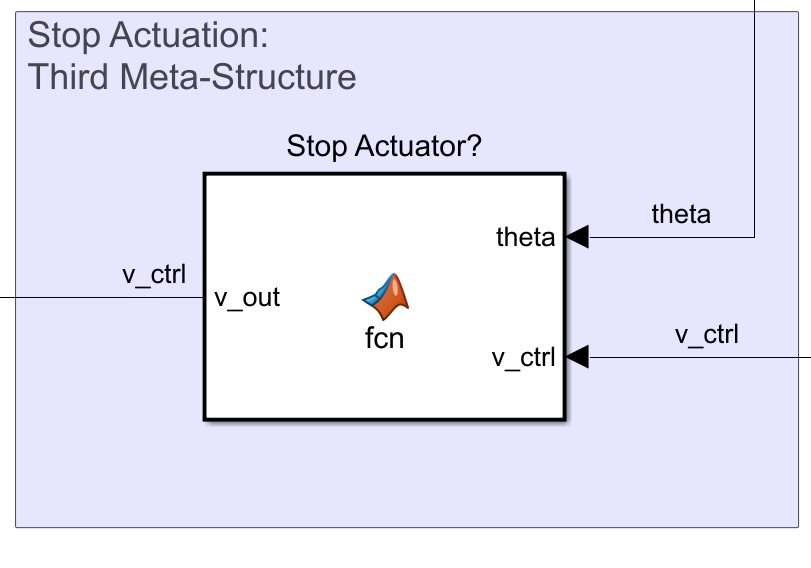 Stop Actuation:
Third Meta-Structure
Stop Actuator?
theta
theta
v_ctrl
v_out
fcn
v_ctrl
v_ctrl